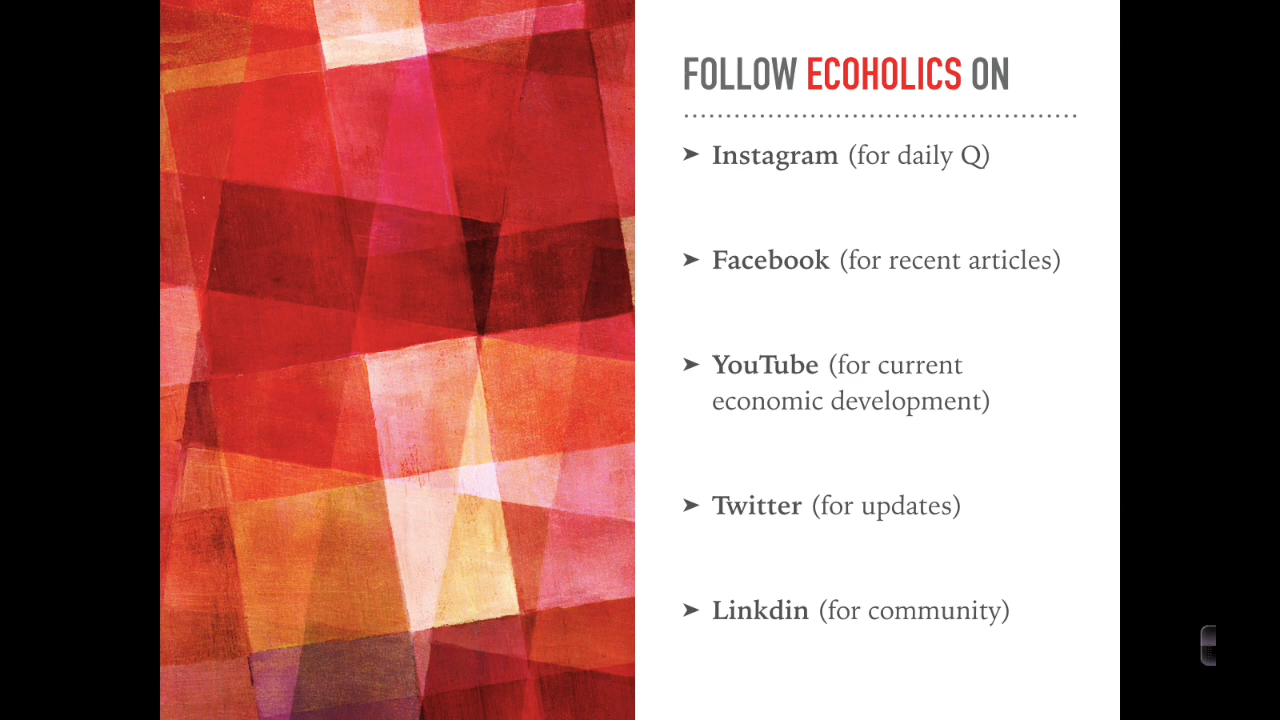 FOLLOW ECOHOLICS ON
➤ Instagram (for daily Q)
➤ Facebook (for recent articles)
➤ YouTube (for current
economic development)
➤ Twitter (for updates)
➤ Linkdin (for community)